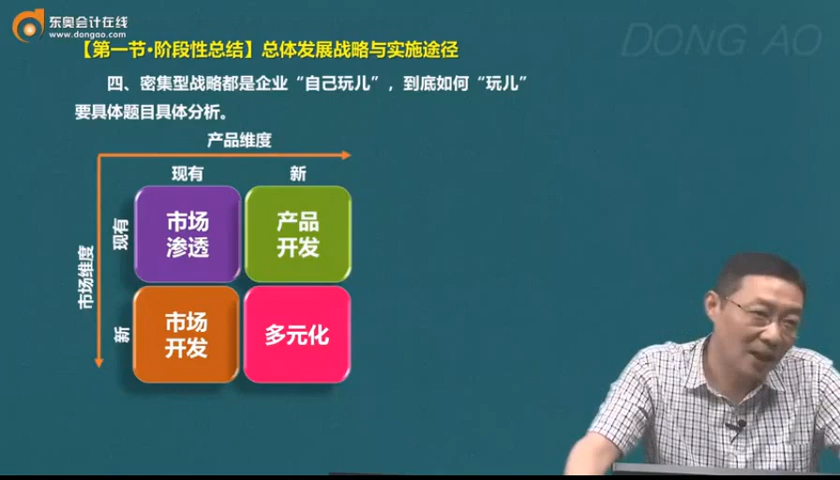 东奥会计在线
www.dongao.com
DONG AO
【第一节·阶段性总结】总体发展战略与实施途径
四、密集型战略都是企业“自己玩儿”，到底如何“玩儿”
要具体题目具体分析。
产品维度
现有
新
市场维度
现有
市场
渗透
产品
开发
新
市场
开发
多元化